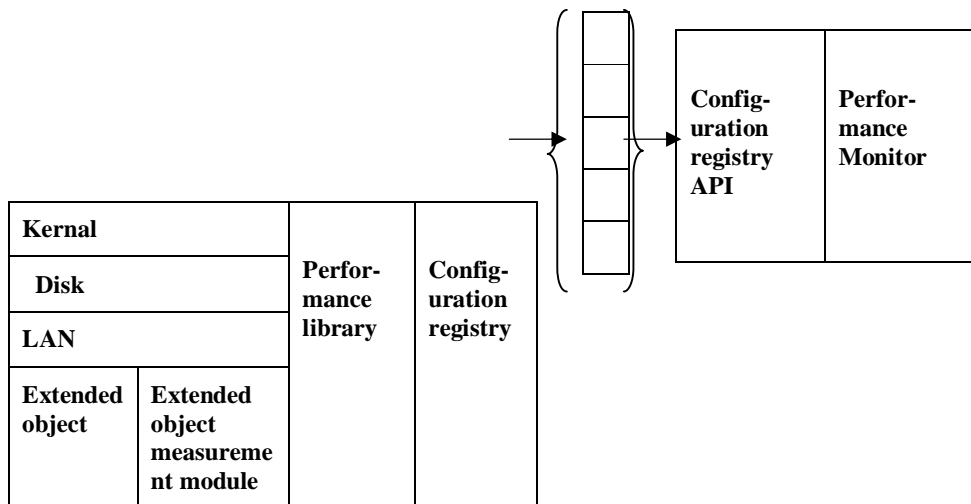 Config-
uration
registry
API
Perfor-
mance
Monitor
Kernal
Disk
LAN
Extended
object
Extended
object
measureme
nt module
Perfor-
mance
library
Config-
uration
registry